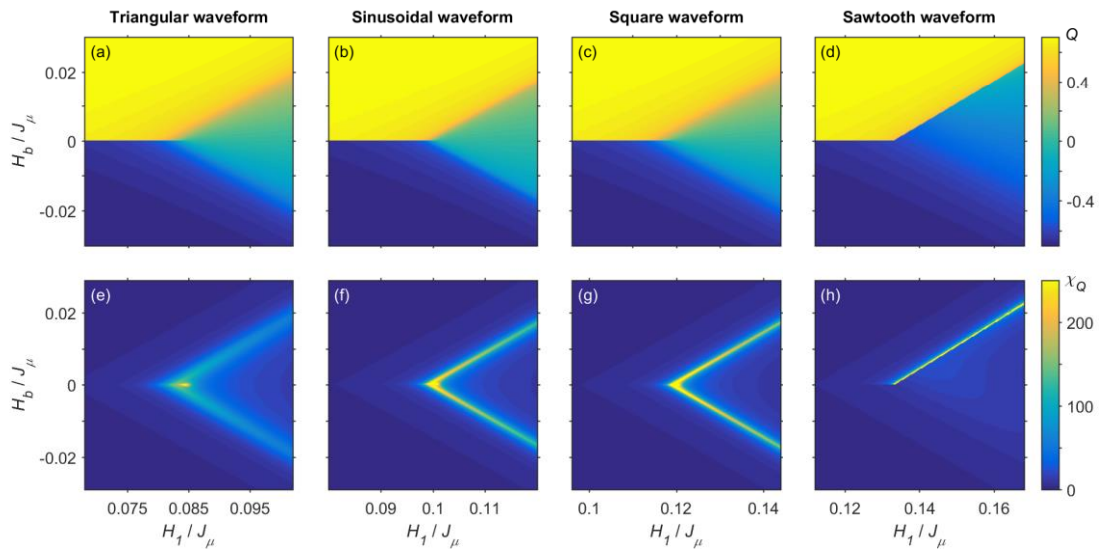 Triangular waveform Sinusoidal waveform Square waveform Sawtooth waveform
(a) (b) (c) (d) Q
0.02 0.4
H_b / J_μ 0 0
-0.02 -0.4
(e) (f) (g) (h) χ_Q
0.02 200
H_b / J_μ 0 100
-0.02 0
0.075 0.085 0.095 0.09 0.1 0.11 0.1 0.12 0.14 0.12 0.14 0.16
H_1 / J_μ H_1 / J_μ H_1 / J_μ H_1 / J_μ